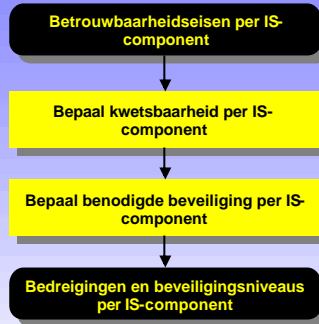 Betrouwbaarheidseisen per IS-
component
Bepaal kwetsbaarheid per IS-
component
Bepaal benodigde beveiliging per IS-
component
Bedreigingen en beveiligingsniveaus
per IS-component